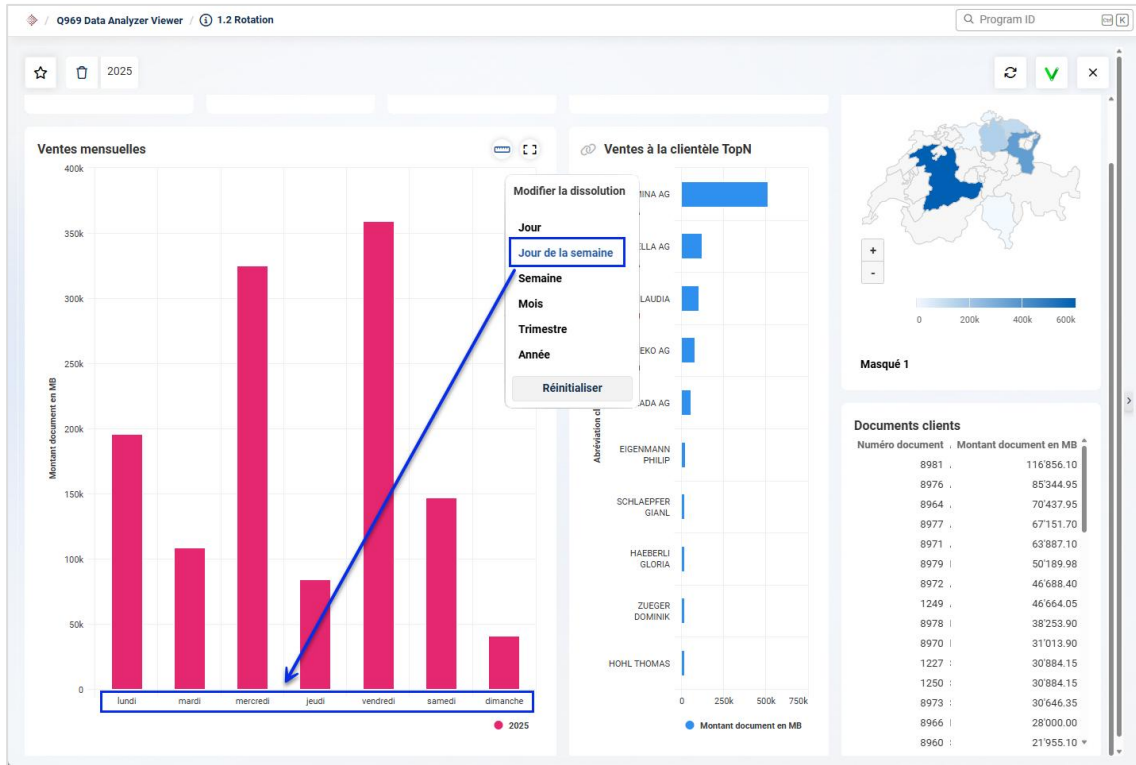 / Q969 Data Analyzer Viewer / 1.2 Rotation
Program ID
K
2025
Ventes mensuelles
400k
350k
300k
250k
200k
150k
100k
50k
0
Montant document en MB
lundi mardi mercredi jeudi vendredi samedi dimanche
2025
Modifier la dissolution
Jour
Jour de la semaine
Semaine
Mois
Trimestre
Année
Réinitialiser
Ventes à la clientèle TopN
AG
AG
AG
AG
EIGENMANN
PHILIP
SCHLAEPFER
GIANL
HAEBERLI
GLORIA
ZUEGER
DOMINIK
HOHL THOMAS
Abréviation
0 250k 500k 750k
Montant document en MB
+
-
0 200k 400k 600k
Masqué 1
Documents clients
Numéro document Montant document en MB
8981 116'856.10
8976 85'344.95
8964 70'437.95
8977 67'151.70
8971 63'887.10
8979 50'189.98
8972 46'688.40
1249 46'664.05
8978 38'253.90
8970 31'013.90
1227 30'884.15
1250 30'884.15
8973 30'646.35
8966 28'000.00
8960 21'955.10